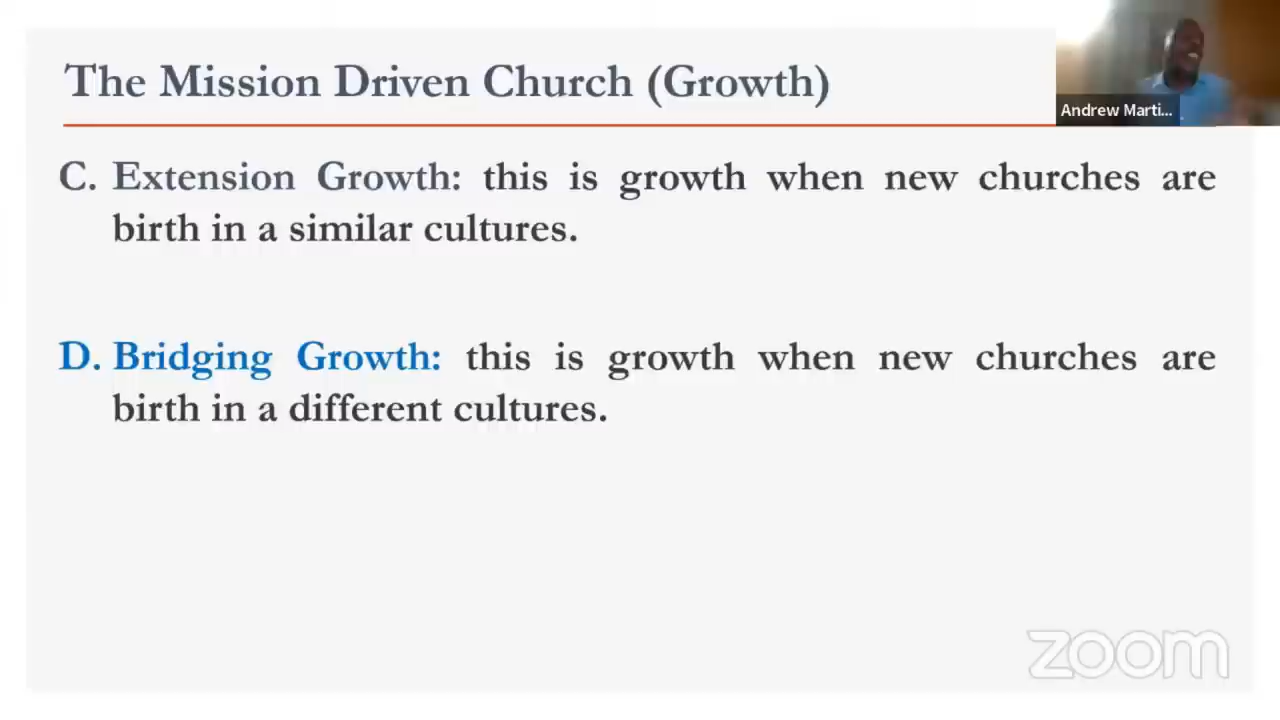 The Mission Driven Church (Growth)
Andrew Marti...
C. Extension Growth: this is growth when new churches are
birth in a similar cultures.
D. Bridging Growth: this is growth when new churches are
birth in a different cultures.
zoom